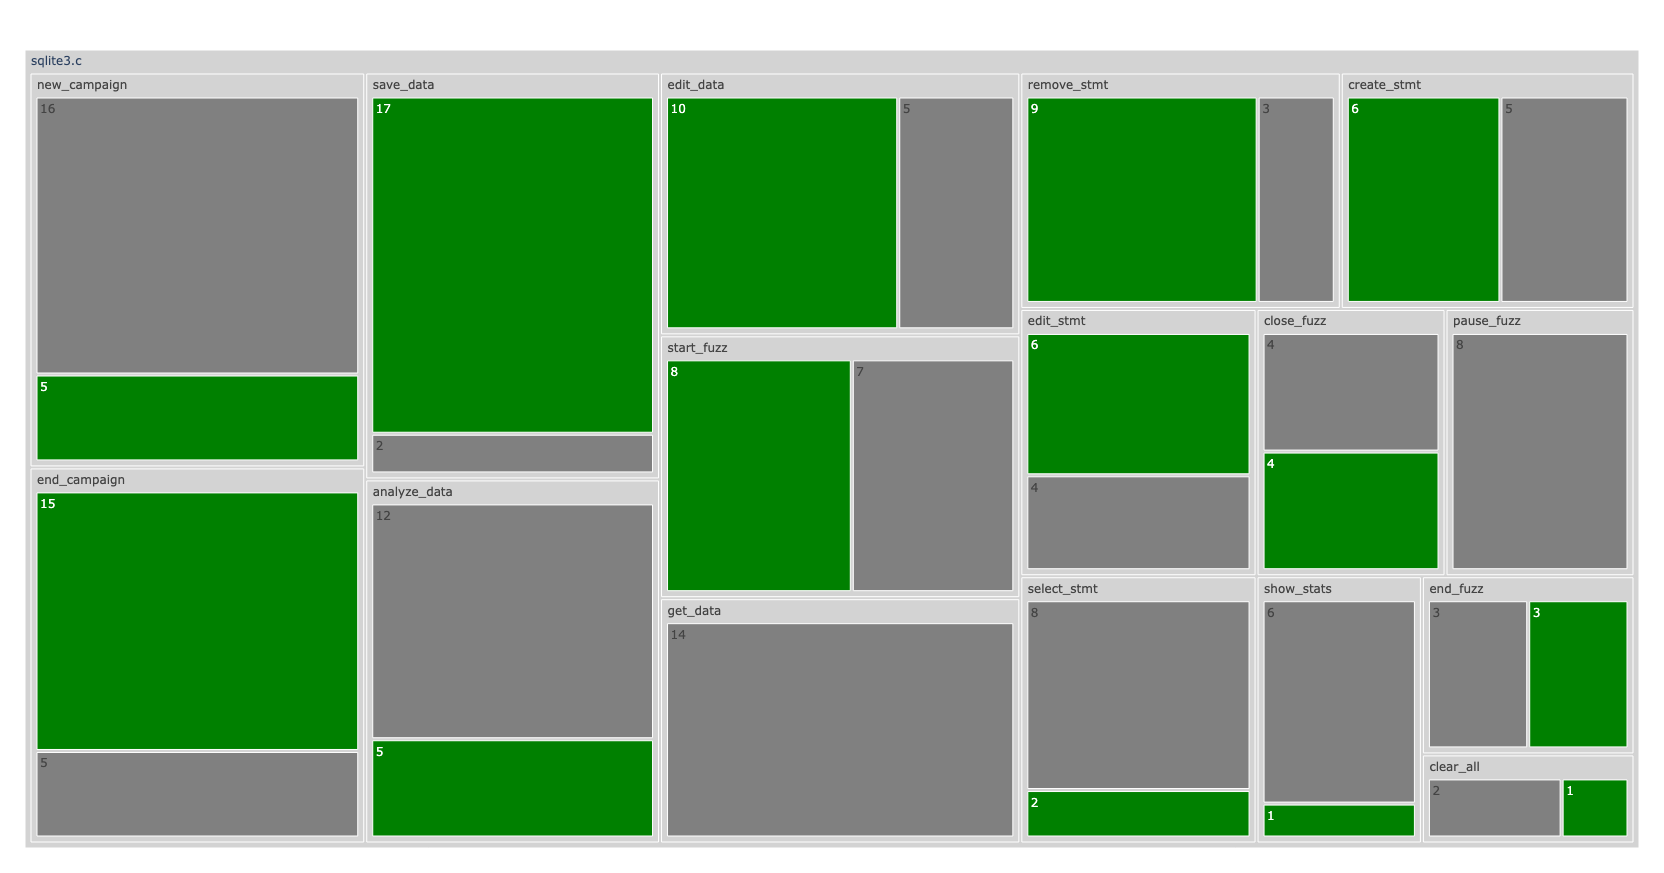 sqlite3.c
new_campaign
16
5
end_campaign
15
5
save_data
17
2
analyze_data
12
5
edit_data
10
5
start_fuzz
8
7
get_data
14
remove_stmt
9
3
create_stmt
6
5
edit_stmt
6
4
close_fuzz
4
4
pause_fuzz
8
select_stmt
8
2
show_stats
6
1
end_fuzz
3
3
clear_all
2
1